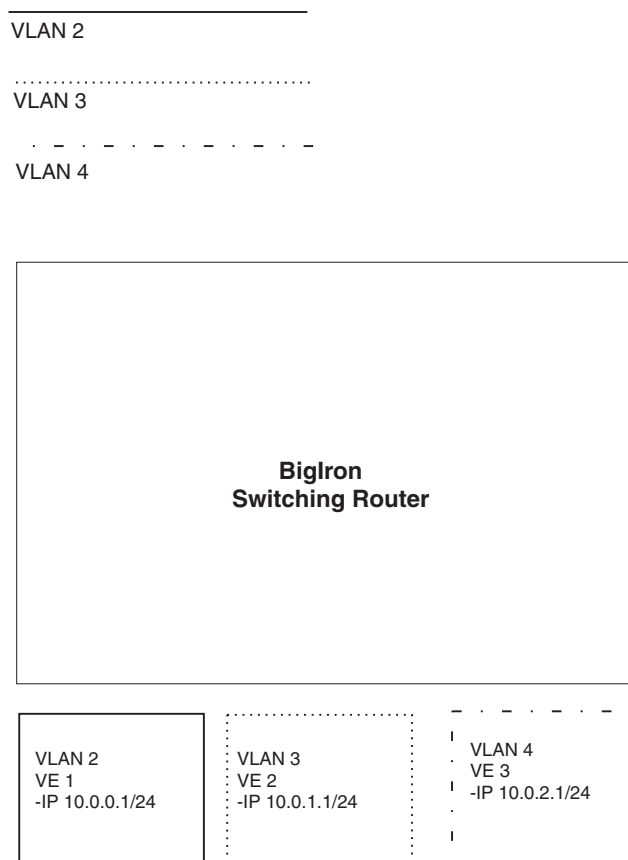 VLAN 2
VLAN 3
VLAN 4
BigIron
Switching Router
VLAN 2
VE 1
-IP 10.0.0.1/24
VLAN 3
VE 2
-IP 10.0.1.1/24
VLAN 4
VE 3
-IP 10.0.2.1/24